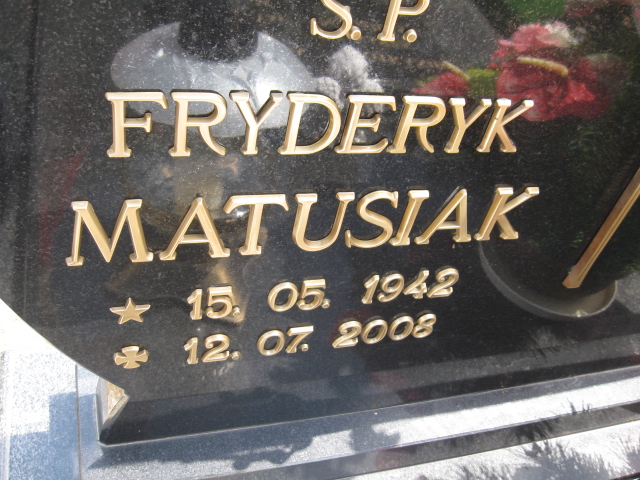 S.P.
FRYDERYK
MATUSIAK
15. 05. 1942
12. 07. 2008